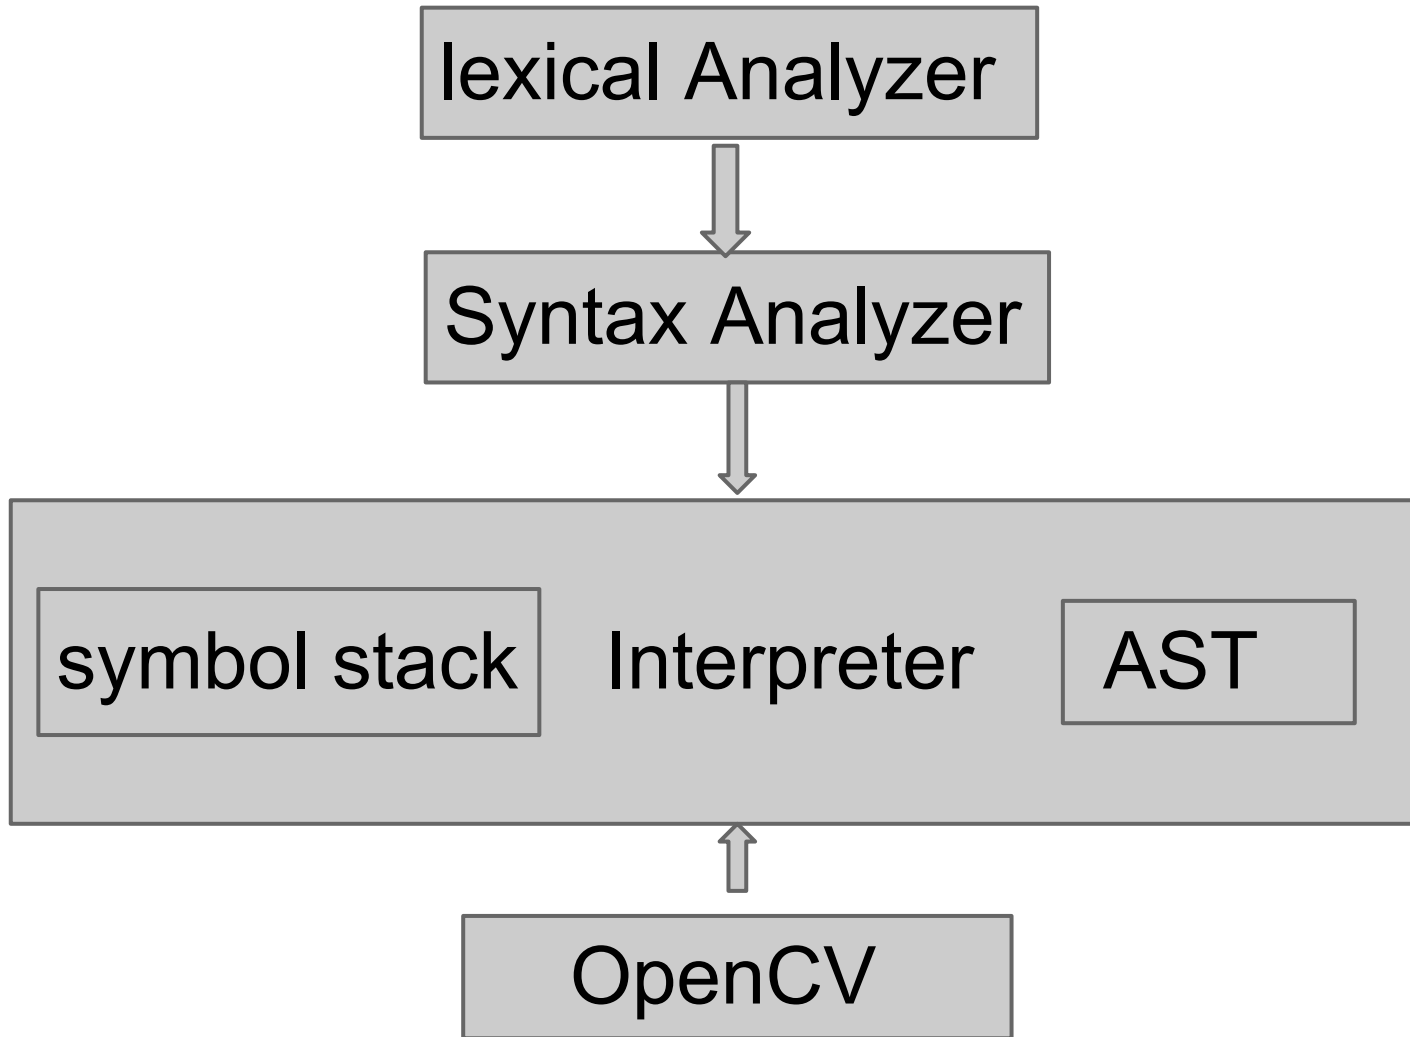 lexical Analyzer
Syntax Analyzer
symbol stack
Interpreter
AST
OpenCV